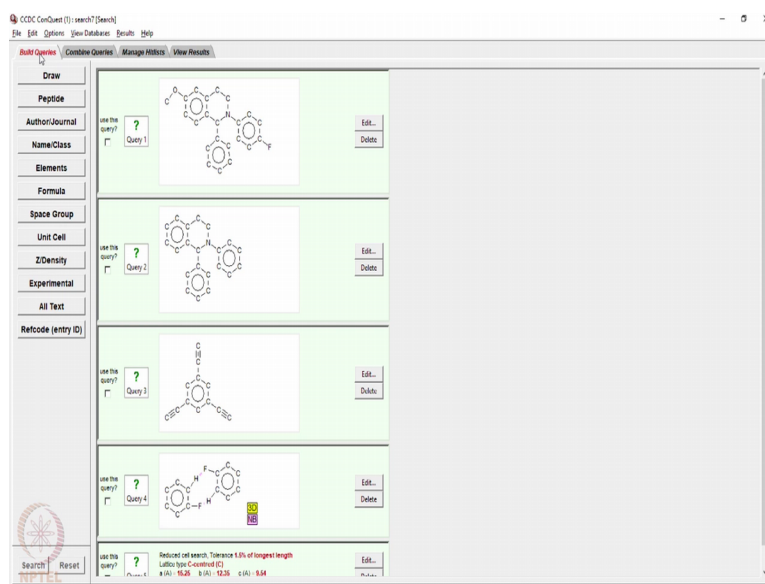 CCDC ConQuest (1) : search7 [Search]
File Edit Options View Databases Results Help
Build Queries Combine Queries Manage Hitlists View Results
Draw
Peptide
Author/Journal
Name/Class
Elements
Formula
Space Group
Unit Cell
Z/Density
Experimental
All Text
Refcode (entry ID)
Search Reset
use this query?
?
Query 1
Edit...
Delete
use this query?
?
Query 2
Edit...
Delete
use this query?
?
Query 3
Edit...
Delete
use this query?
?
Query 4
3D
NB
Edit...
Delete
use this query?
?
Reduced cell search, Tolerance 1.5% of longest length
Lattice type C-centred (C)
a (A) - 15.25 b (A) - 12.35 c (A) - 9.54
Edit...
NPTEL